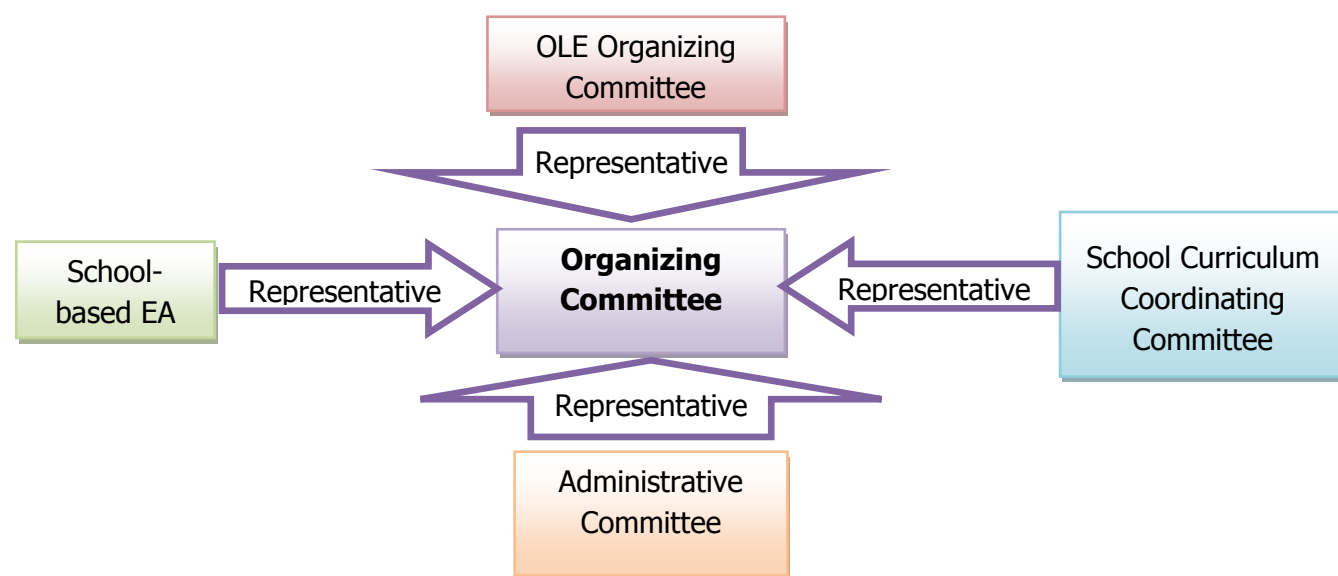 OLE Organizing
Committee
Representative
School-
based EA
Representative
Organizing
Committee
Representative
School Curriculum
Coordinating
Committee
Representative
Administrative
Committee